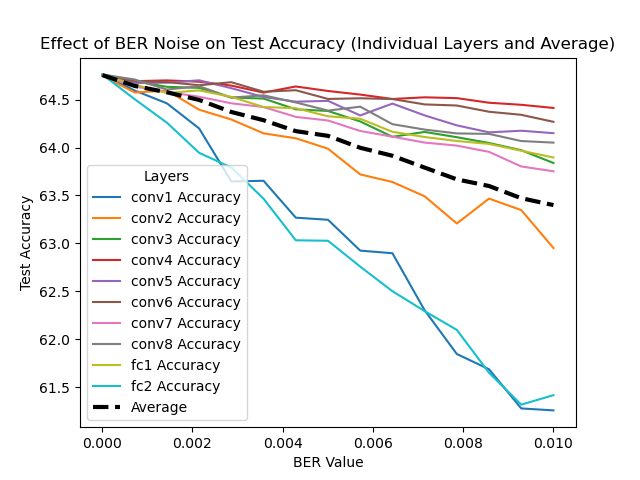 Effect of BER Noise on Test Accuracy (Individual Layers and Average)
Test Accuracy
64.5
64.0
63.5
63.0
62.5
62.0
61.5
Layers
conv1 Accuracy
conv2 Accuracy
conv3 Accuracy
conv4 Accuracy
conv5 Accuracy
conv6 Accuracy
conv7 Accuracy
conv8 Accuracy
fc1 Accuracy
fc2 Accuracy
Average
0.000 0.002 0.004 0.006 0.008 0.010
BER Value